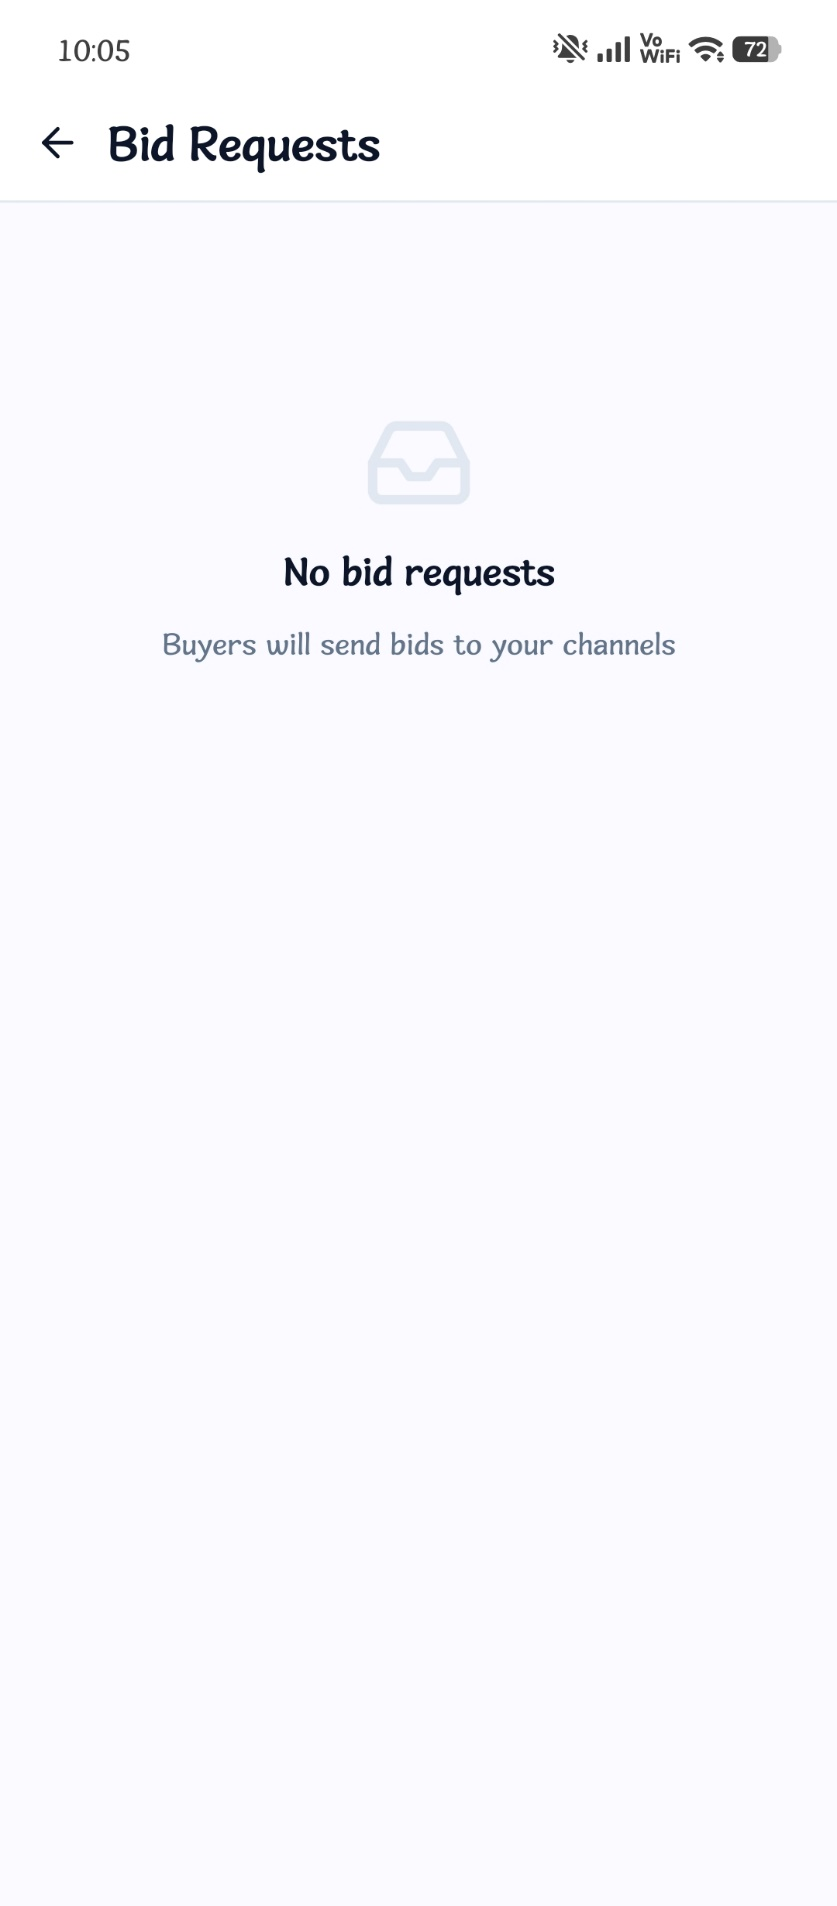 10:05
Vo
WiFi
72
Bid Requests
No bid requests
Buyers will send bids to your channels